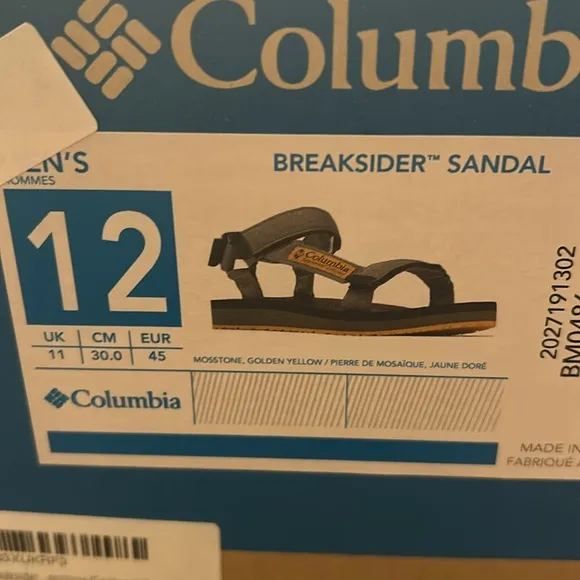 Columb
EN'S
HOMMES
BREAKSIDER™ SANDAL
12
Columbia
UK CM EUR
11 30.0 45
MOSSTONE, GOLDEN YELLOW / PIERRE DE MOSAÏQUE, JAUNE DORÉ
Columbia
2027191302
MADE IN
FABRIQUÉ